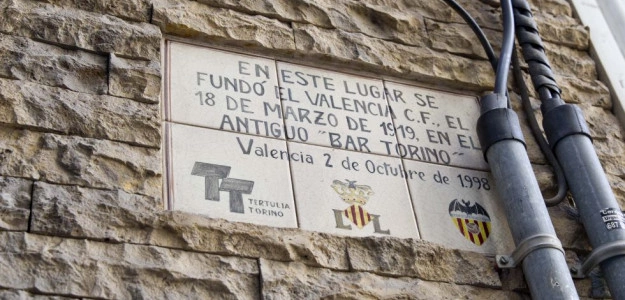 EN ESTE LUGAR SE
FUNDÓ EL VALENCIA C.F., EL
18 DE MARZO DE 1919, EN EL
ANTIGUO "BAR TORINO"
Valencia 2 de Octubre de 1998
TT
TERTULIA
TORINO
L L